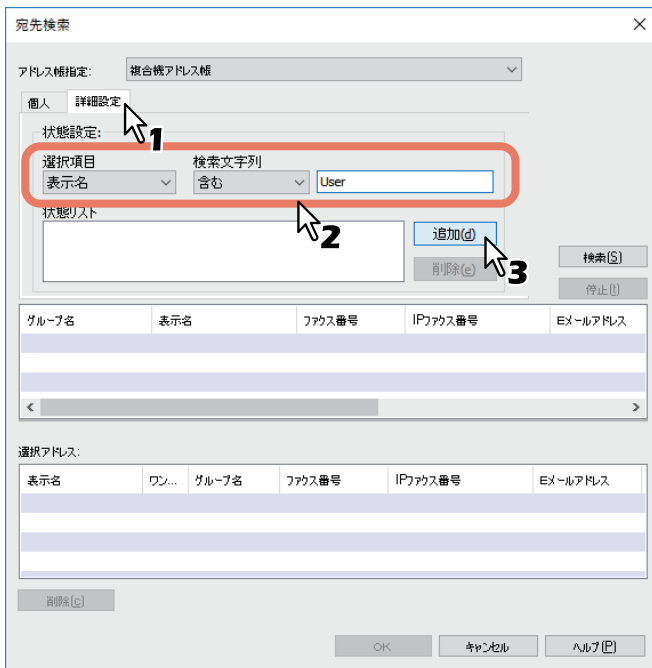 宛先検索
アドレス帳指定: 複合機アドレス帳
個人 詳細設定
1
状態設定:
選択項目 検索文字列
表示名 含む User
2
状態リスト
追加(d)
3
削除(e)
検索(S)
停止(t)
グループ名 表示名 ファクス番号 IPファクス番号 Eメールアドレス
選択アドレス:
表示名 ワン... グループ名 ファクス番号 IPファクス番号 Eメールアドレス
削除(c)
OK キャンセル ヘルプ(P)